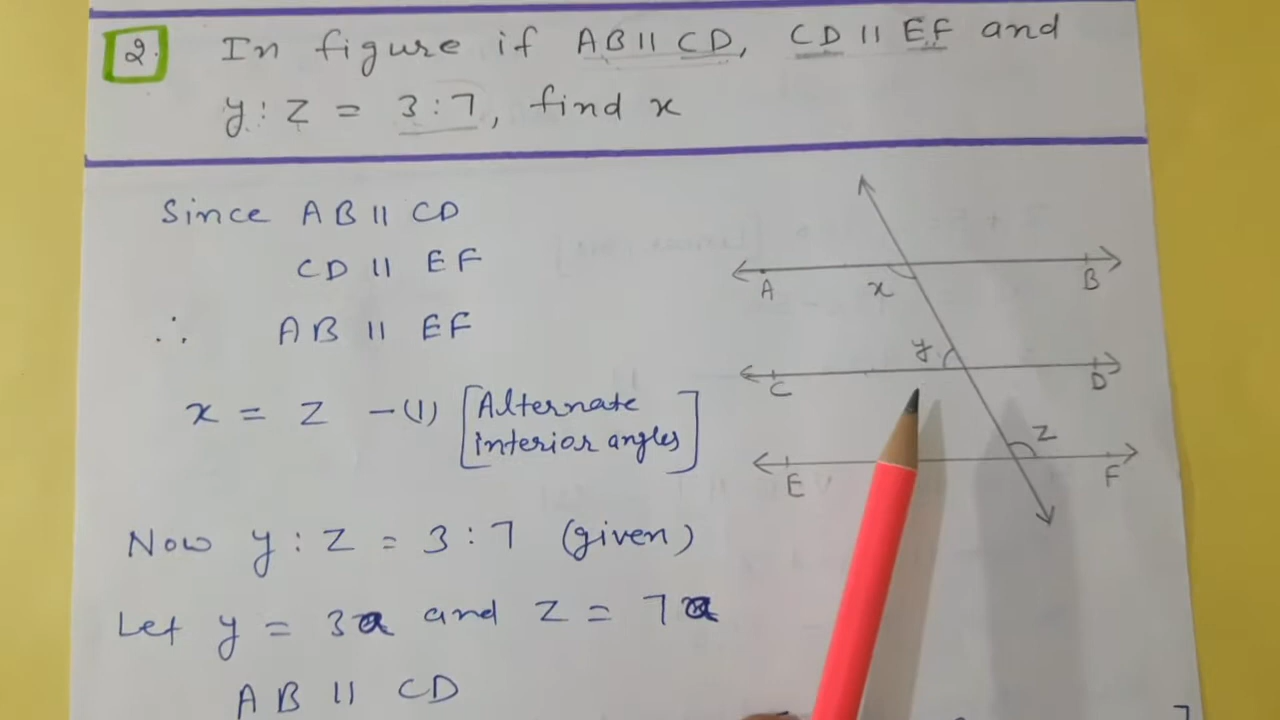 2. In figure if AB || CD, CD || EF and
y : z = 3 : 7, find x
Since AB || CD
CD || EF
∴ AB || EF
x = z – (1) [Alternate
interior angles]
Now y : z = 3 : 7 (given)
Let y = 3a and z = 7a
AB || CD
A
B
x
y
C
D
z
E
F